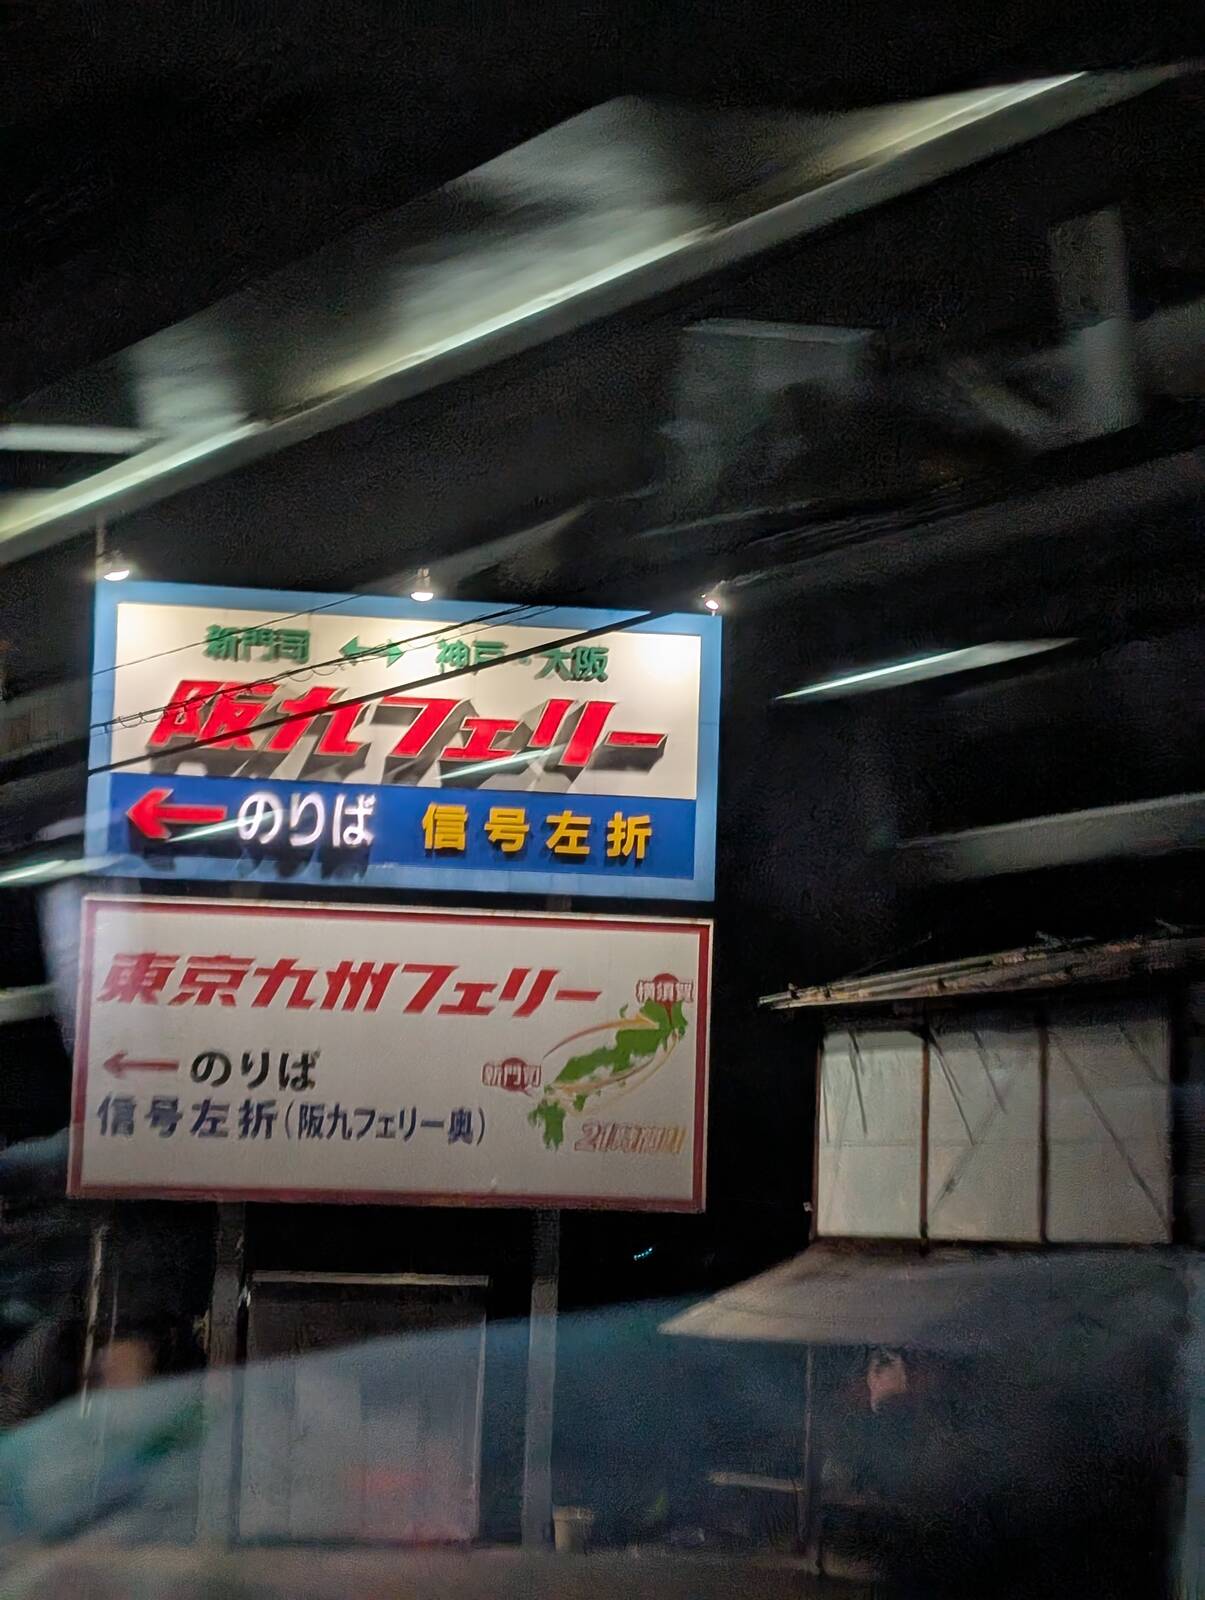 新門司 ↔ 神戸・大阪
阪九フェリー
← のりば 信号左折
東京九州フェリー
横須賀
← のりば
新門司
信号左折(阪九フェリー奥)